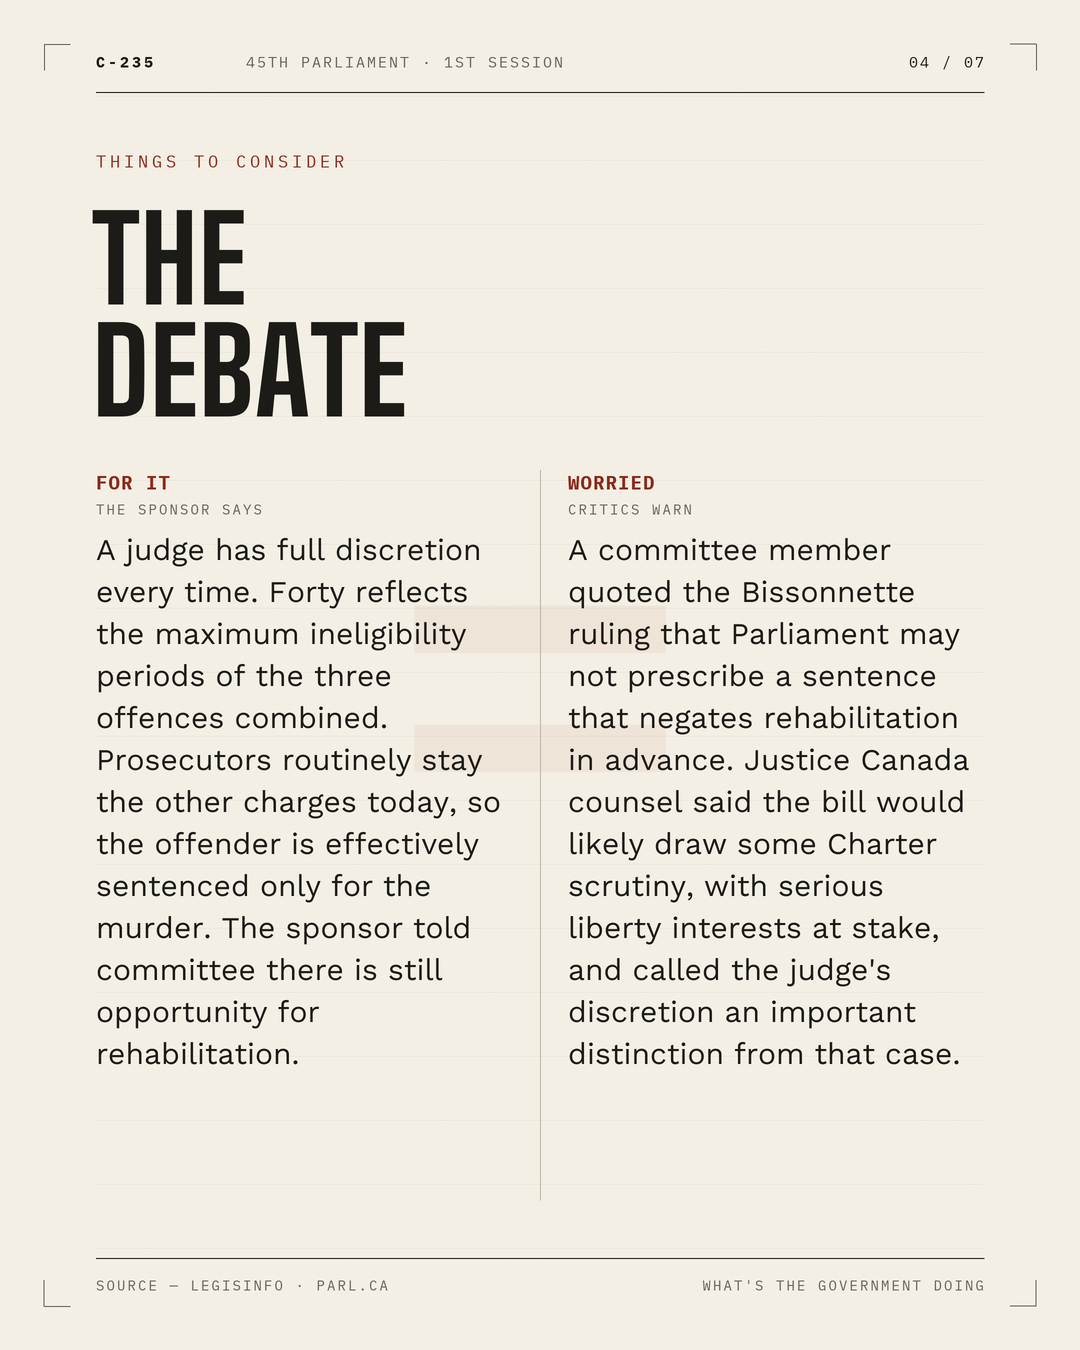 C-235
45TH PARLIAMENT · 1ST SESSION
04 / 07
THINGS TO CONSIDER
THE
DEBATE
FOR IT
THE SPONSOR SAYS
A judge has full discretion
every time. Forty reflects
the maximum ineligibility
periods of the three
offences combined.
Prosecutors routinely stay
the other charges today, so
the offender is effectively
sentenced only for the
murder. The sponsor told
committee there is still
opportunity for
rehabilitation.
WORRIED
CRITICS WARN
A committee member
quoted the Bissonnette
ruling that Parliament may
not prescribe a sentence
that negates rehabilitation
in advance. Justice Canada
counsel said the bill would
likely draw some Charter
scrutiny, with serious
liberty interests at stake,
and called the judge's
discretion an important
distinction from that case.
SOURCE — LEGISINFO · PARL.CA
WHAT'S THE GOVERNMENT DOING